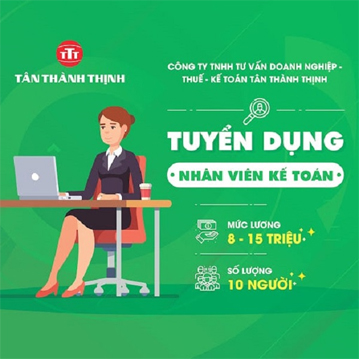 TTT
TÂN THÀNH THỊNH
CÔNG TY TNHH TƯ VẤN DOANH NGHIỆP -
THUẾ - KẾ TOÁN TÂN THÀNH THỊNH
TUYỂN DỤNG
NHÂN VIÊN KẾ TOÁN
MỨC LƯƠNG
8 - 15 TRIỆU
SỐ LƯỢNG
10 NGƯỜI